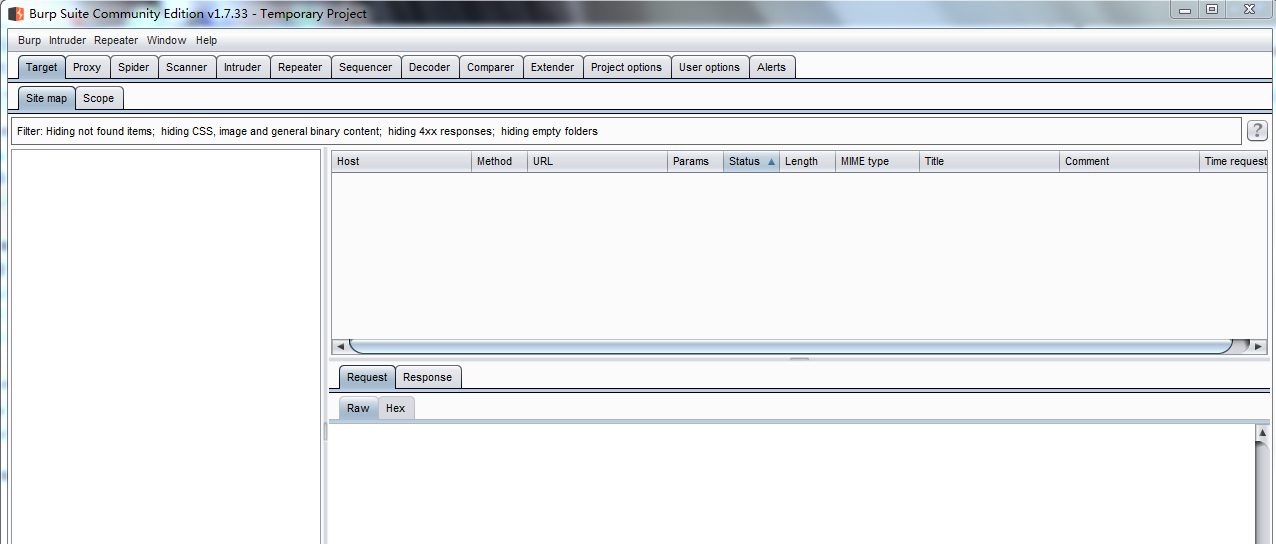 Burp Suite Community Edition v1.7.33 - Temporary Project
Burp Intruder Repeater Window Help
Target Proxy Spider Scanner Intruder Repeater Sequencer Decoder Comparer Extender Project options User options Alerts
Site map Scope
Filter: Hiding not found items; hiding CSS, image and general binary content; hiding 4xx responses; hiding empty folders
?
Host Method URL Params Status Length MIME type Title Comment Time request
Request Response
Raw Hex